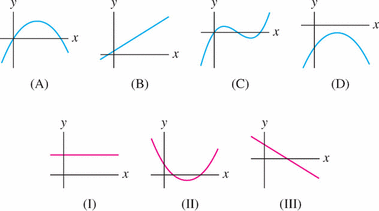 y y y y
x x x x
(A) (B) (C) (D)
y y y
x x x
(I) (II) (III)